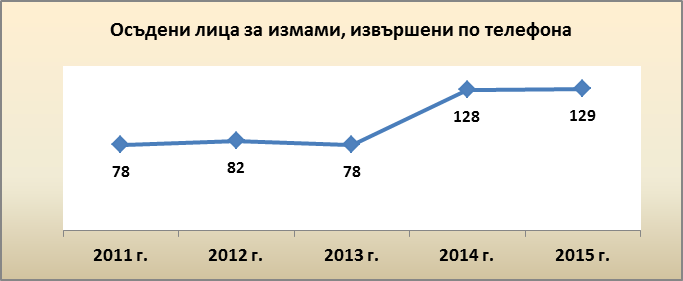 Осъдени лица за измами, извършени по телефона
78
82
78
128
129
2011 г.
2012 г.
2013 г.
2014 г.
2015 г.